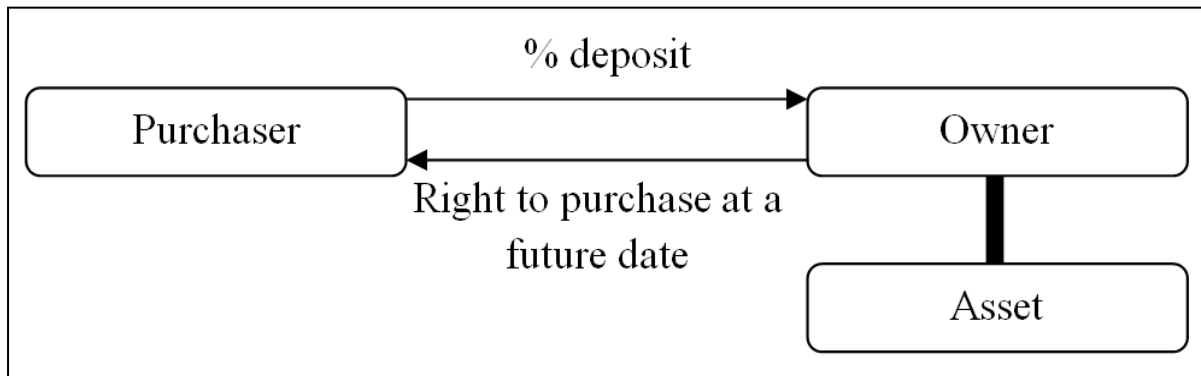 % deposit
Purchaser
Owner
Right to purchase at a
future date
Asset